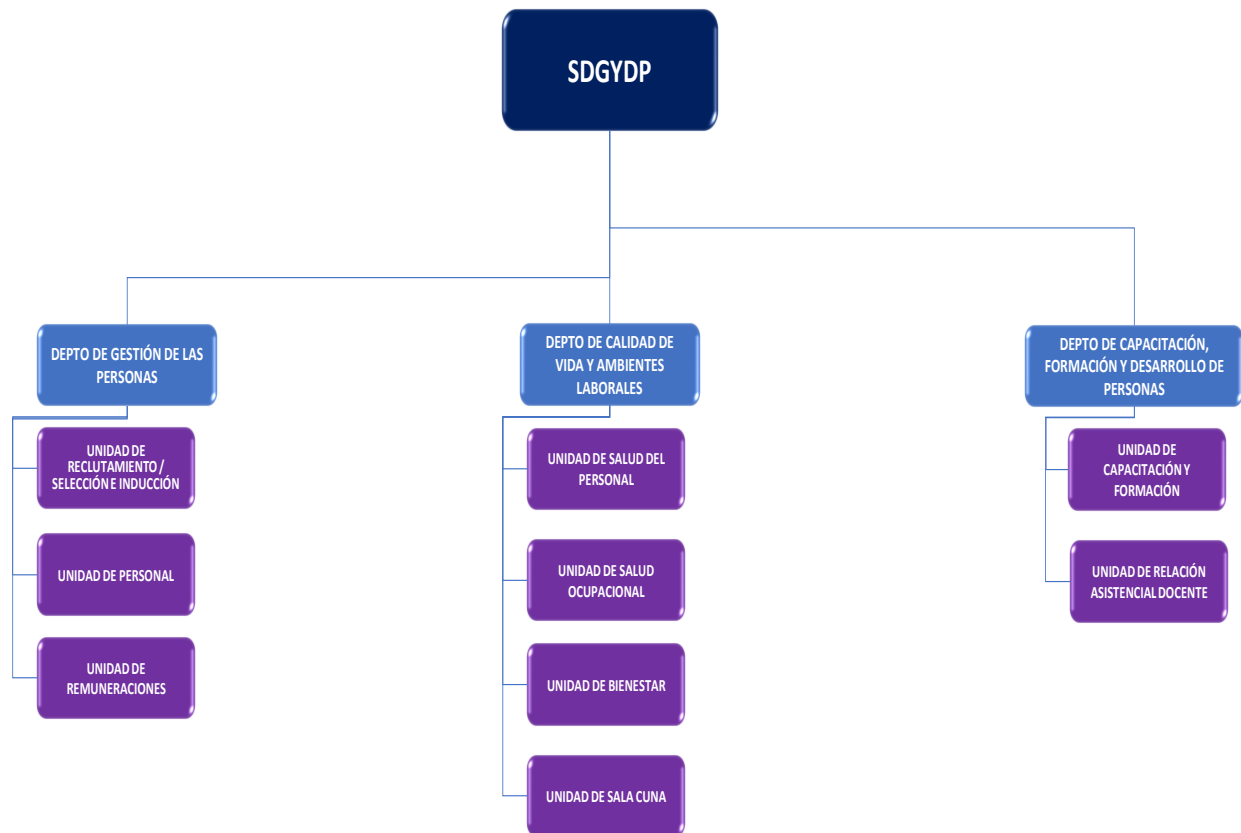 SDGYDP
DEPTO DE GESTIÓN DE LAS
PERSONAS
UNIDAD DE
RECLUTAMIENTO /
SELECCIÓN E INDUCCIÓN
UNIDAD DE PERSONAL
UNIDAD DE
REMUNERACIONES
DEPTO DE CALIDAD DE
VIDA Y AMBIENTES
LABORALES
UNIDAD DE SALUD DEL
PERSONAL
UNIDAD DE SALUD
OCUPACIONAL
UNIDAD DE BIENESTAR
UNIDAD DE SALA CUNA
DEPTO DE CAPACITACIÓN,
FORMACIÓN Y DESARROLLO DE
PERSONAS
UNIDAD DE
CAPACITACIÓN Y
FORMACIÓN
UNIDAD DE RELACIÓN
ASISTENCIAL DOCENTE